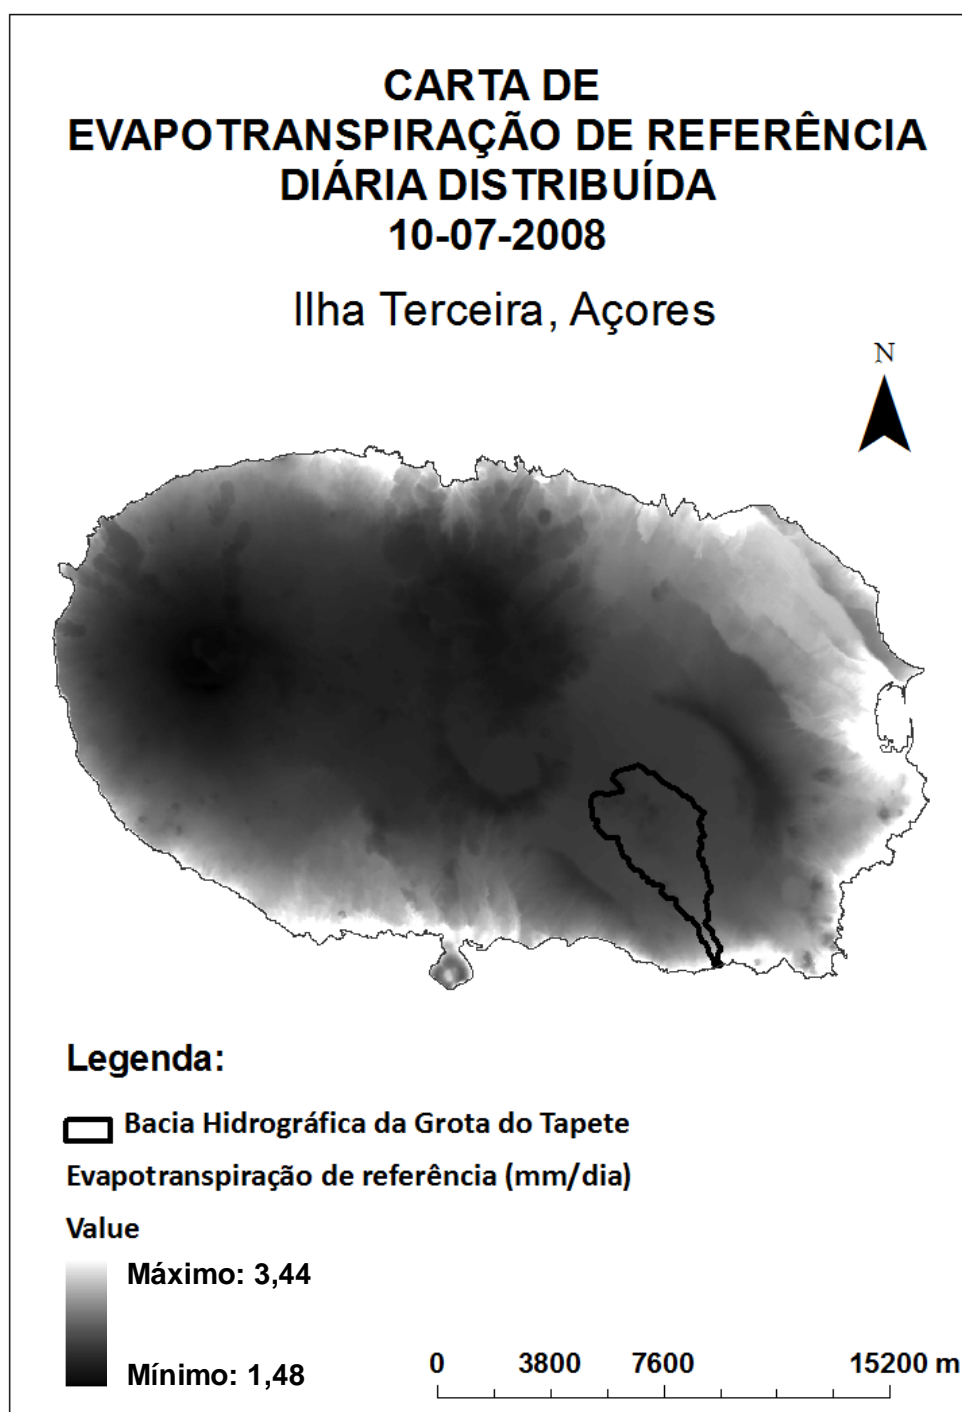 CARTA DE
EVAPOTRANSPIRAÇÃO DE REFERÊNCIA
DIÁRIA DISTRIBUÍDA
10-07-2008
Ilha Terceira, Açores
N
Legenda:
Bacia Hidrográfica da Grota do Tapete
Evapotranspiração de referência (mm/dia)
Value
Máximo: 3,44
Mínimo: 1,48
0 3800 7600 15200 m